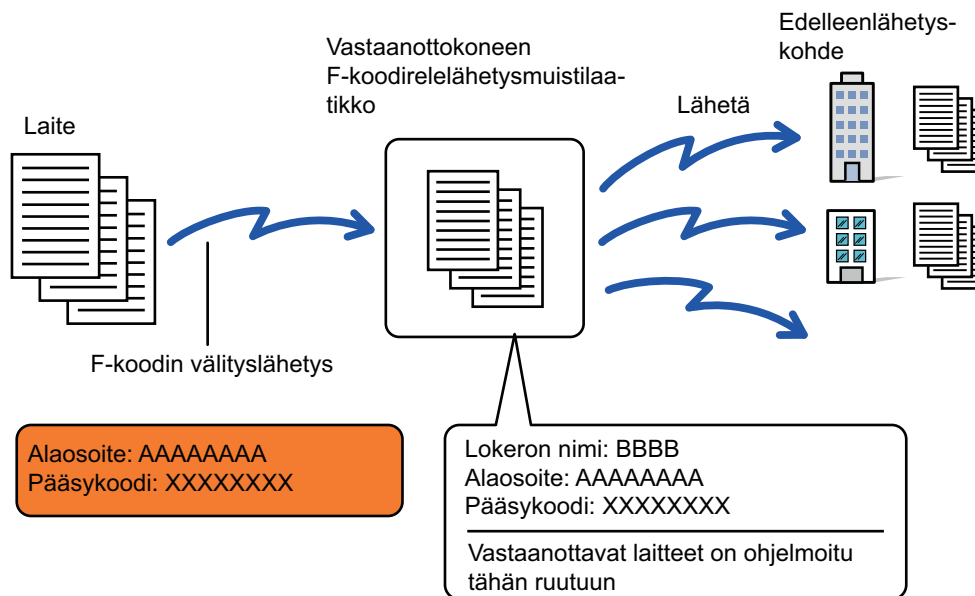 Laite
Vastaanottokoneen
F-koodirelelähetysmuistilaa-
tikko
Lähetä
Edelleenlähetys-
kohde
F-koodin välityslähetys
Alaosoite: AAAAAAAA
Pääsykoodi: XXXXXXXX
Lokeron nimi: BBBB
Alaosoite: AAAAAAAA
Pääsykoodi: XXXXXXXX
Vastaanottavat laitteet on ohjelmoitu
tähän ruutuun